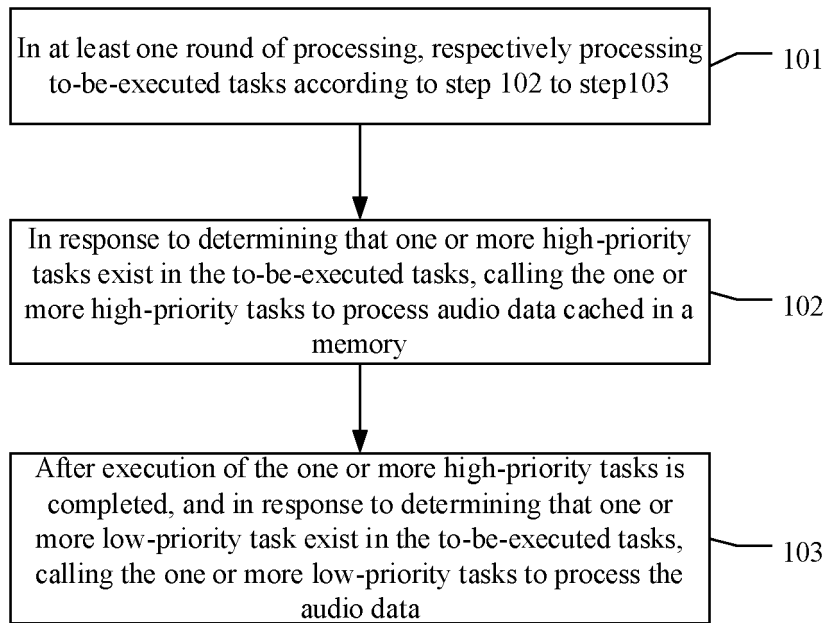 In at least one round of processing, respectively processing
to-be-executed tasks according to step 102 to step103
101
In response to determining that one or more high-priority
tasks exist in the to-be-executed tasks, calling the one or
more high-priority tasks to process audio data cached in a
memory
102
After execution of the one or more high-priority tasks is
completed, and in response to determining that one or
more low-priority task exist in the to-be-executed tasks,
calling the one or more low-priority tasks to process the
audio data
103